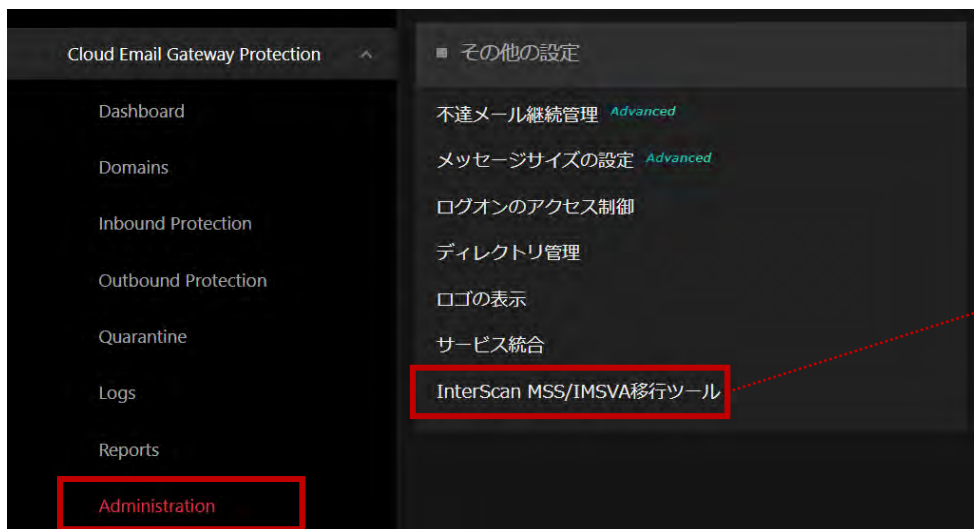 Cloud Email Gateway Protection
Dashboard
Domains
Inbound Protection
Outbound Protection
Quarantine
Logs
Reports
Administration
その他の設定
不達メール継続管理 Advanced
メッセージサイズの設定 Advanced
ログオンのアクセス制御
ディレクトリ管理
ロゴの表示
サービス統合
InterScan MSS/IMSVA移行ツール